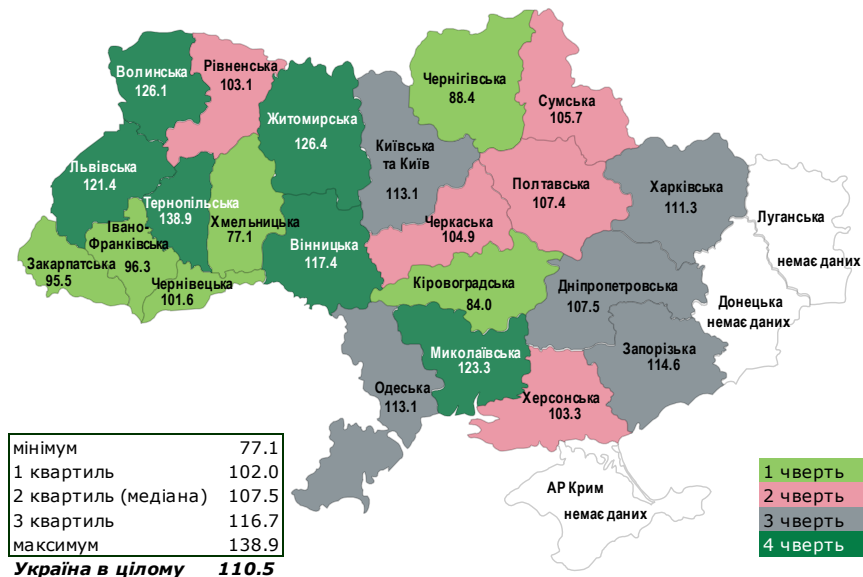 Волинська
126.1
Рівненська
103.1
Житомирська
126.4
Київська
та Київ
113.1
Чернігівська
88.4
Сумська
105.7
Львівська
121.4
Тернопільська
138.9
Хмельницька
77.1
Вінницька
117.4
Черкаська
104.9
Полтавська
107.4
Харківська
111.3
Луганська
немає даних
Івано-
Франківська
96.3
Закарпатська
95.5
Чернівецька
101.6
Кіровоградська
84.0
Дніпропетровська
107.5
Донецька
немає даних
Одеська
113.1
Миколаївська
123.3
Херсонська
103.3
Запорізька
114.6
АР Крим
немає даних
мінімум 77.1
1 квартиль 102.0
2 квартиль (медіана) 107.5
3 квартиль 116.7
максимум 138.9
Україна в цілому 110.5
1 чверть
2 чверть
3 чверть
4 чверть